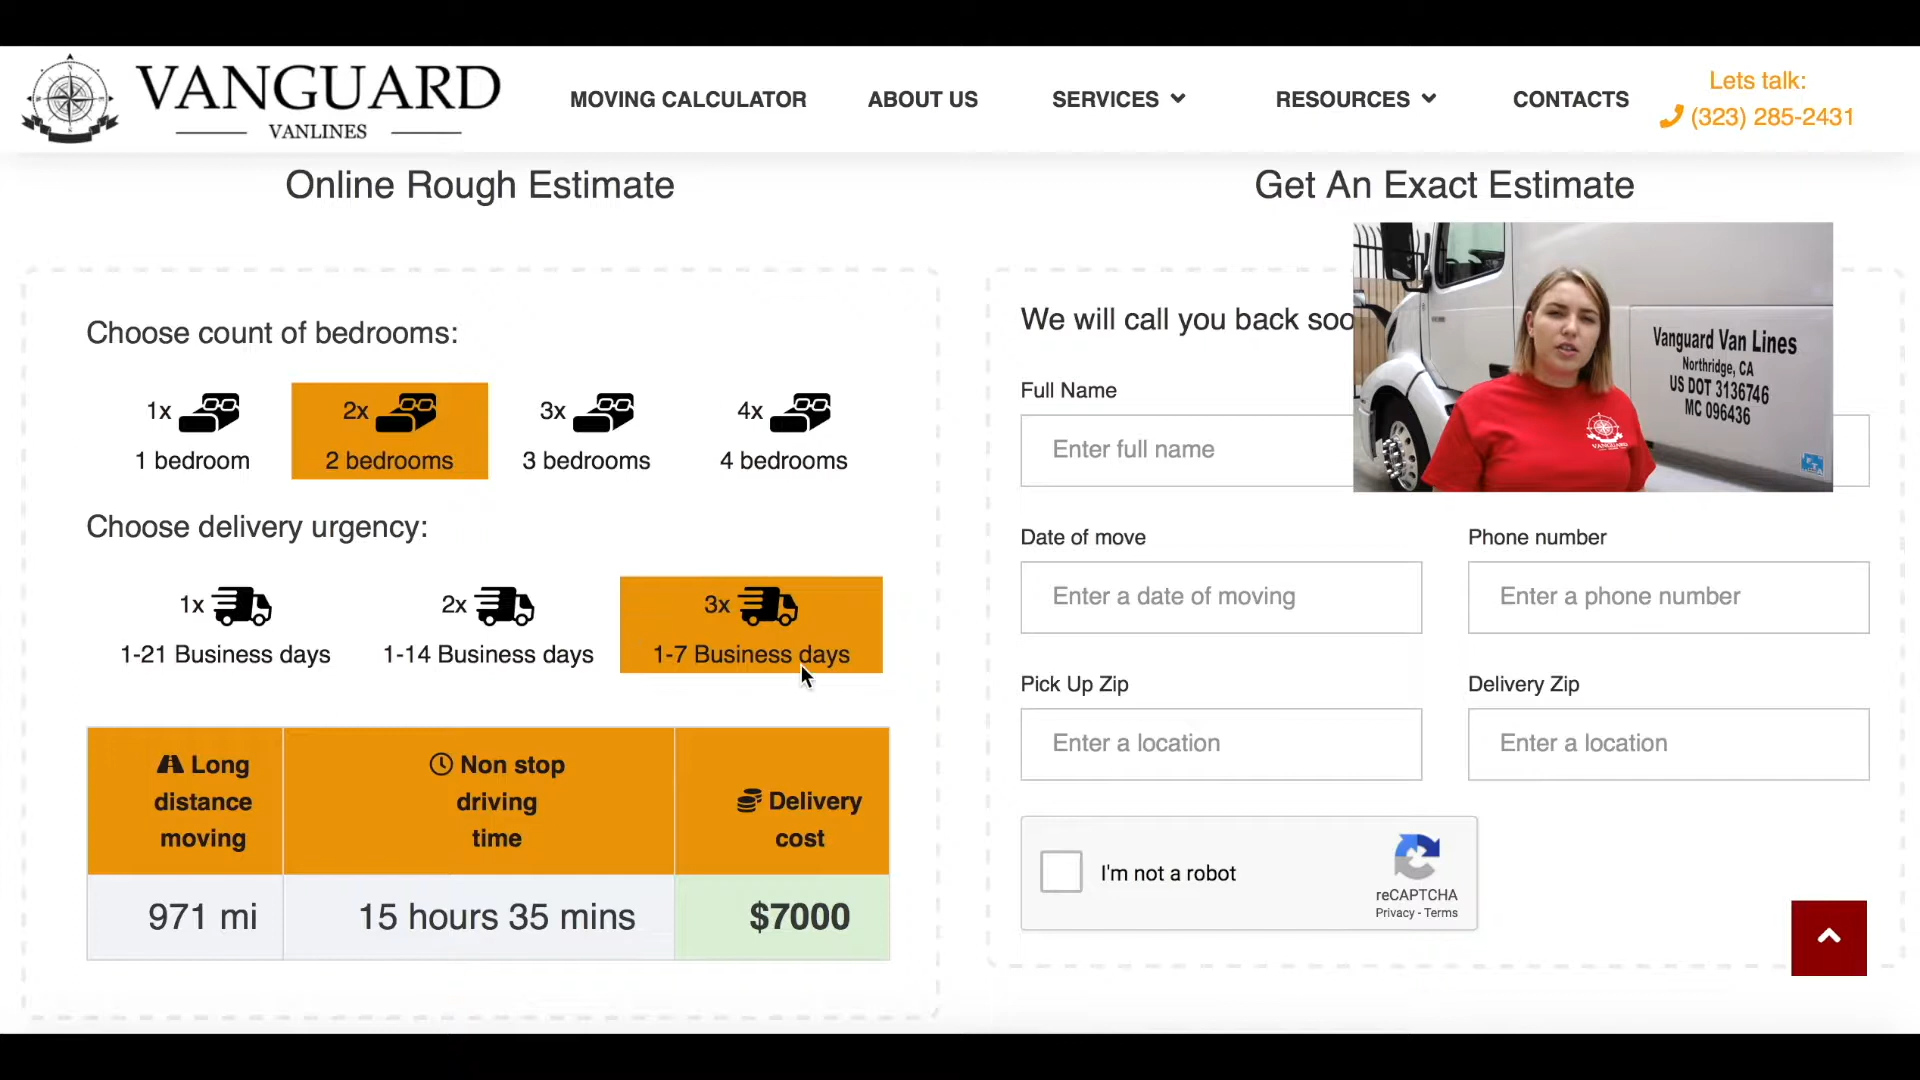 VANGUARD
VANLINES
MOVING CALCULATOR
ABOUT US
SERVICES
RESOURCES
CONTACTS
Lets talk:
(323) 285-2431
Online Rough Estimate
Choose count of bedrooms:
1x
2x
3x
4x
1 bedroom
2 bedrooms
3 bedrooms
4 bedrooms
Choose delivery urgency:
1x
2x
3x
1-21 Business days
1-14 Business days
1-7 Business days
Long
distance
moving
Non stop
driving
time
Delivery
cost
971 mi
15 hours 35 mins
$7000
Get An Exact Estimate
We will call you back soo
Vanguard Van Lines
Northridge, CA
US DOT 3136746
MC 096436
VANGUARD
Full Name
Enter full name
Date of move
Enter a date of moving
Phone number
Enter a phone number
Pick Up Zip
Enter a location
Delivery Zip
Enter a location
I'm not a robot
reCAPTCHA
Privacy - Terms